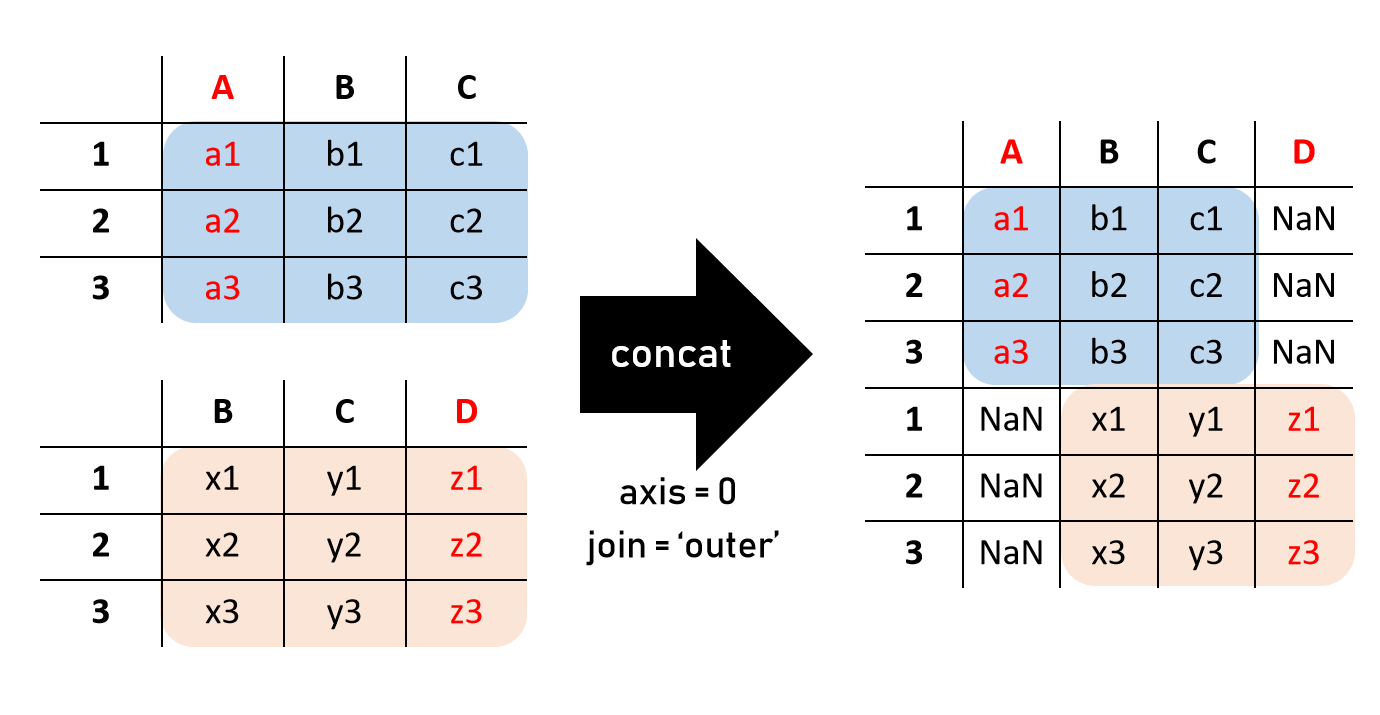 A B C
1 a1 b1 c1
2 a2 b2 c2
3 a3 b3 c3
B C D
1 x1 y1 z1
2 x2 y2 z2
3 x3 y3 z3
concat
axis = 0
join = ‘outer’
A B C D
1 a1 b1 c1 NaN
2 a2 b2 c2 NaN
3 a3 b3 c3 NaN
1 NaN x1 y1 z1
2 NaN x2 y2 z2
3 NaN x3 y3 z3